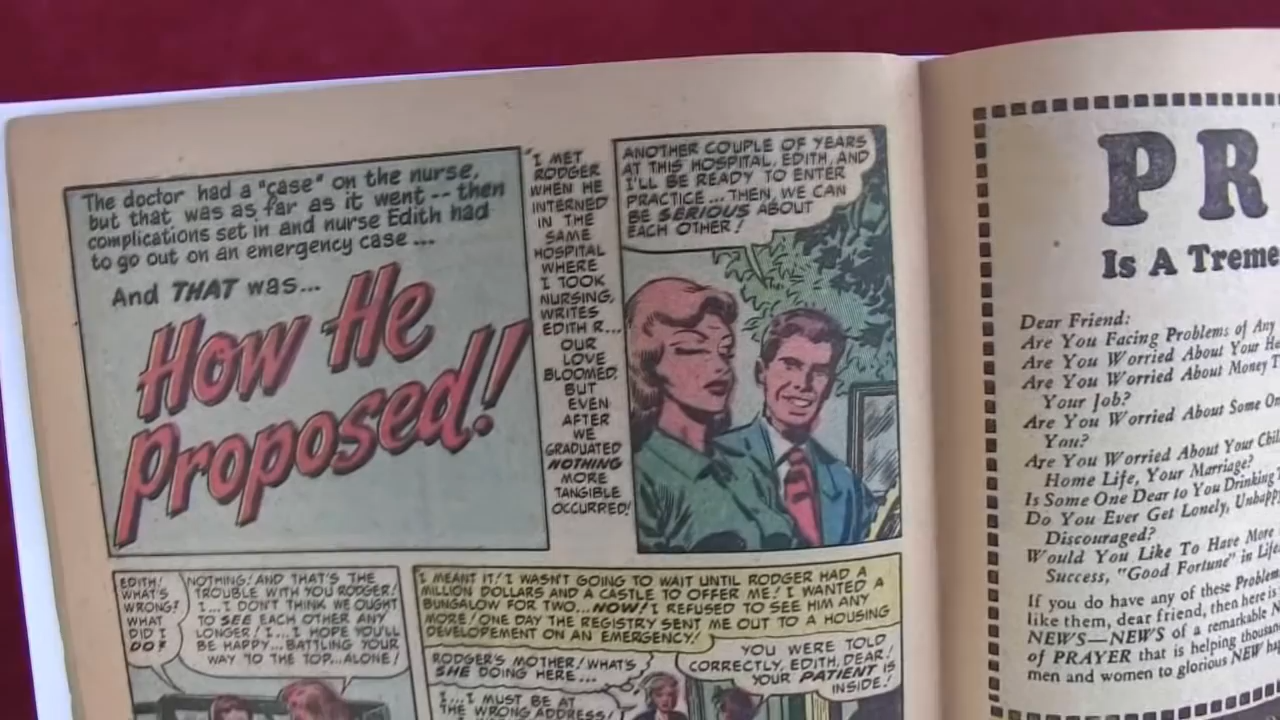 The doctor had a "case" on the nurse,
but that was as far as it went -- then
complications set in and nurse Edith had
to go out on an emergency case ...
And THAT was...
How He
Proposed!
"I MET
RODGER
WHEN HE
INTERNED
IN THE
SAME
HOSPITAL
WHERE
I TOOK
NURSING,
WRITES
EDITH R...
OUR
LOVE
BLOOMED,
BUT
EVEN
AFTER
WE
GRADUATED
NOTHING
MORE
TANGIBLE
OCCURRED!
ANOTHER COUPLE OF YEARS
AT THIS HOSPITAL, EDITH, AND
I'LL BE READY TO ENTER
PRACTICE ... THEN, WE CAN
BE SERIOUS ABOUT
EACH OTHER!
EDITH!
WHAT'S
WRONG?
WHAT
DID I
DO?
NOTHING! AND THAT'S THE
TROUBLE WITH YOU RODGER!
I...I DON'T THINK WE OUGHT
TO SEE EACH OTHER ANY
LONGER! I...I HOPE YOU'LL
BE HAPPY...BATTLING YOUR
WAY TO THE TOP...ALONE!
I MEANT IT! I WASN'T GOING TO WAIT UNTIL RODGER HAD A
MILLION DOLLARS AND A CASTLE TO OFFER ME! I WANTED A
BUNGALOW FOR TWO...NOW! I REFUSED TO SEE HIM ANY
MORE! ONE DAY THE REGISTRY SENT ME OUT TO A HOUSING
DEVELOPEMENT ON AN EMERGENCY!
RODGER'S MOTHER! WHAT'S
SHE DOING HERE...
I...I MUST BE AT
THE WRONG ADDRESS!
YOU WERE TOLD
CORRECTLY, EDITH, DEAR!
YOUR PATIENT IS
INSIDE!
PR
Is A Treme
Dear Friend:
Are You Facing Problems of Any
Are You Worried About Your He
Are You Worried About Money T
Your Job?
Are You Worried About Some On
You?
Are You Worried About Your Chil
Home Life, Your Marriage?
Is Some One Dear to You Drinking
Do You Ever Get Lonely, Unhapp
Discouraged?
Would You Like To Have More
Success, "Good Fortune" in Life
If you do have any of these Problem
like them, dear friend, then here is
NEWS—NEWS of a remarkable
of PRAYER that is helping thousan
men and women to glorious NEW hap